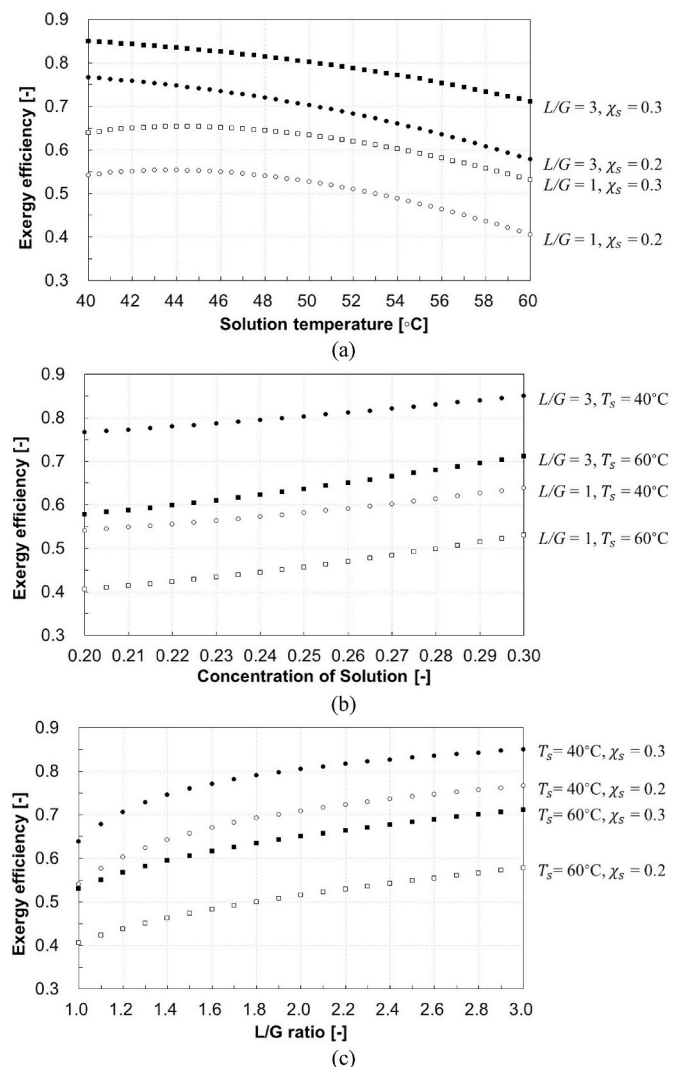 0.9
0.8
0.7
0.6
0.5
0.4
0.3
Exergy efficiency [-]
L/G = 3, χs = 0.3
L/G = 3, χs = 0.2
L/G = 1, χs = 0.3
L/G = 1, χs = 0.2
40 42 44 46 48 50 52 54 56 58 60
Solution temperature [°C]
(a)
0.9
0.8
0.7
0.6
0.5
0.4
0.3
Exergy efficiency [-]
L/G = 3, Ts = 40°C
L/G = 3, Ts = 60°C
L/G = 1, Ts = 40°C
L/G = 1, Ts = 60°C
0.20 0.21 0.22 0.23 0.24 0.25 0.26 0.27 0.28 0.29 0.30
Concentration of Solution [-]
(b)
0.9
0.8
0.7
0.6
0.5
0.4
0.3
Exergy efficiency [-]
Ts= 40°C, χs = 0.3
Ts= 40°C, χs = 0.2
Ts= 60°C, χs = 0.3
Ts= 60°C, χs = 0.2
1.0 1.2 1.4 1.6 1.8 2.0 2.2 2.4 2.6 2.8 3.0
L/G ratio [-]
(c)